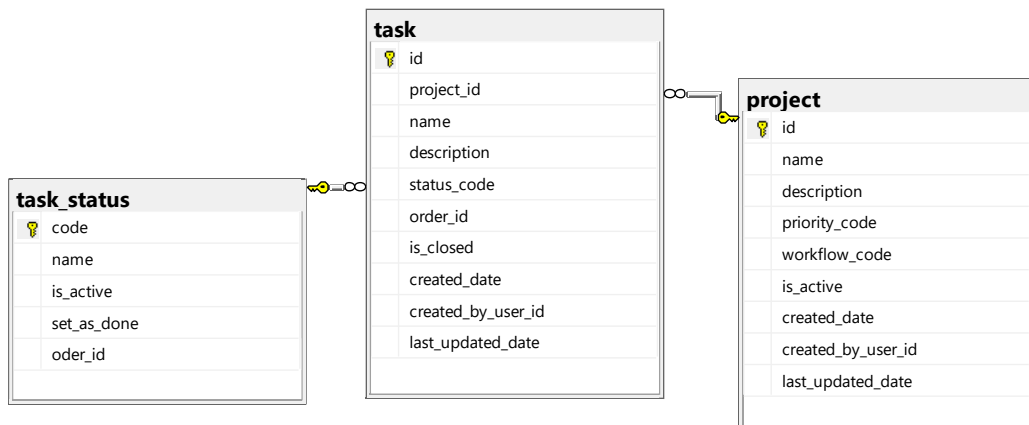 task
id
project_id
name
description
status_code
order_id
is_closed
created_date
created_by_user_id
last_updated_date
project
id
name
description
priority_code
workflow_code
is_active
created_date
created_by_user_id
last_updated_date
task_status
code
name
is_active
set_as_done
oder_id